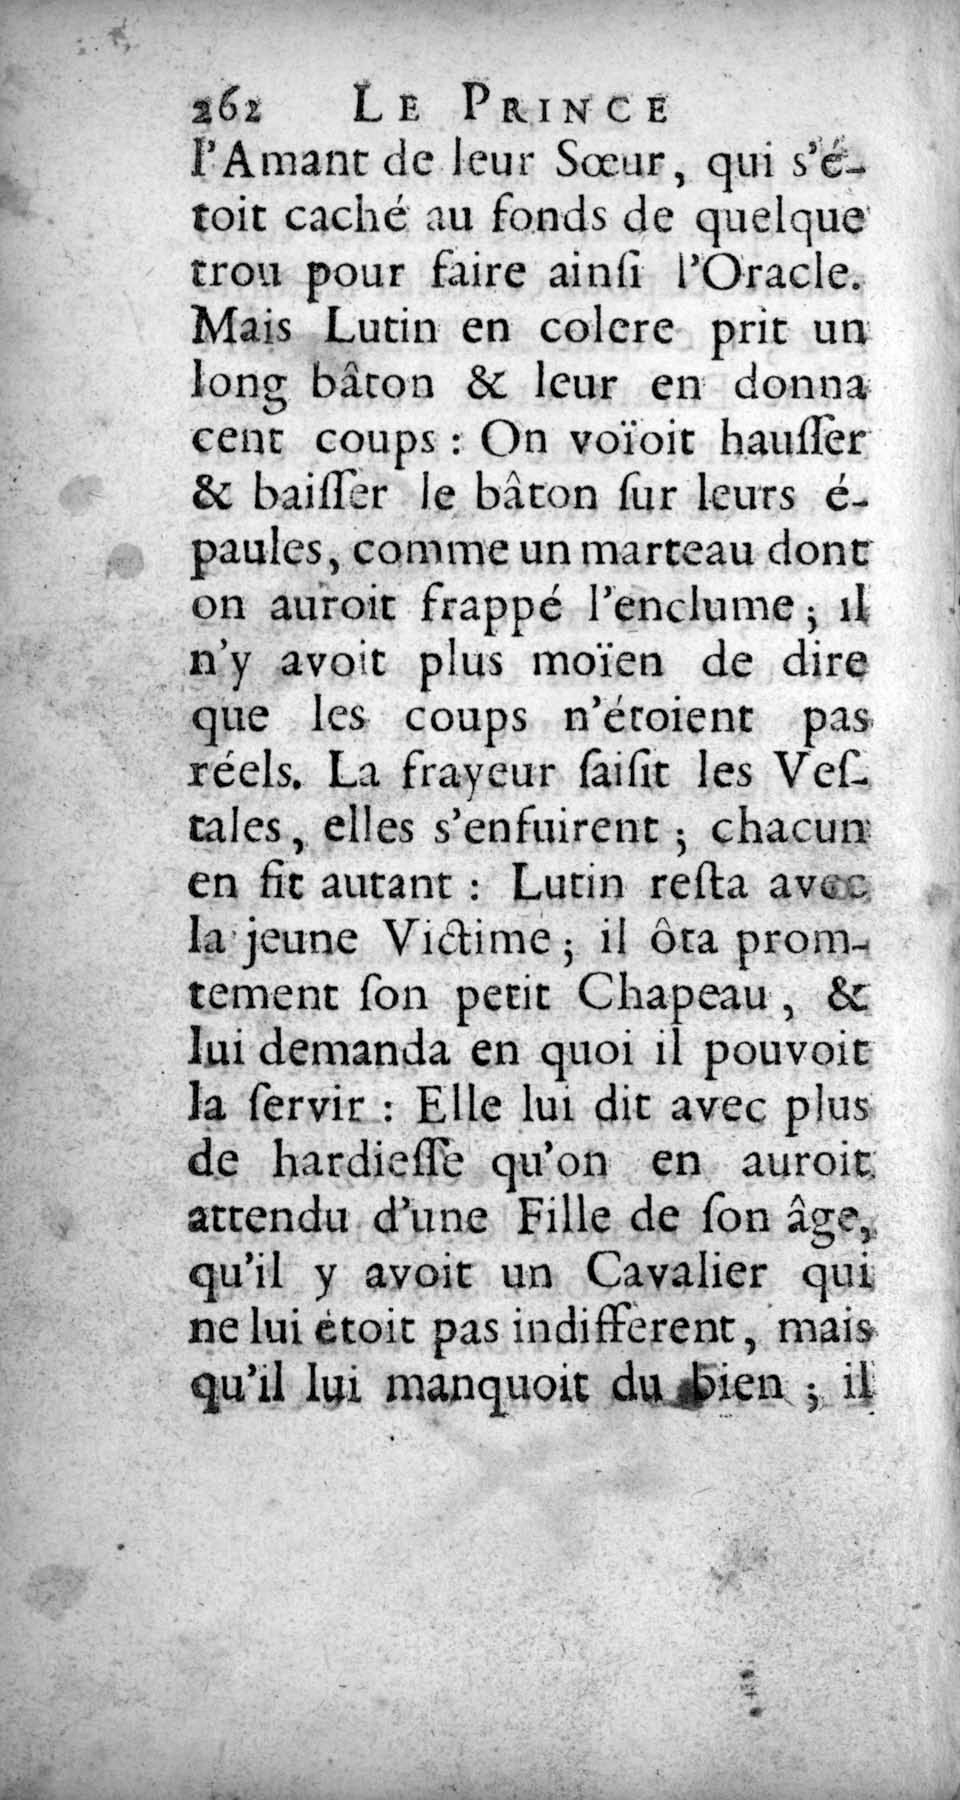 262 LE PRINCE
l'Amant de leur Sœur, qui s'é-
toit caché au fonds de quelque
trou pour faire ainſi l'Oracle.
Mais Lutin en colere prit un
long bâton & leur en donna
cent coups : On voïoit hauſſer
& baiſſer le bâton ſur leurs é-
paules, comme un marteau dont
on auroit frappé l'enclume ; il
n'y avoit plus moïen de dire
que les coups n'étoient pas
réels. La frayeur ſaiſit les Veſ-
tales, elles s'enfuirent ; chacun
en fit autant : Lutin reſta avec
la jeune Victime ; il ôta prom-
tement ſon petit Chapeau, &
lui demanda en quoi il pouvoit
la ſervir : Elle lui dit avec plus
de hardieſſe qu'on en auroit
attendu d'une Fille de ſon âge,
qu'il y avoit un Cavalier qui
ne lui étoit pas indifferent, mais
qu'il lui manquoit du bien ; il